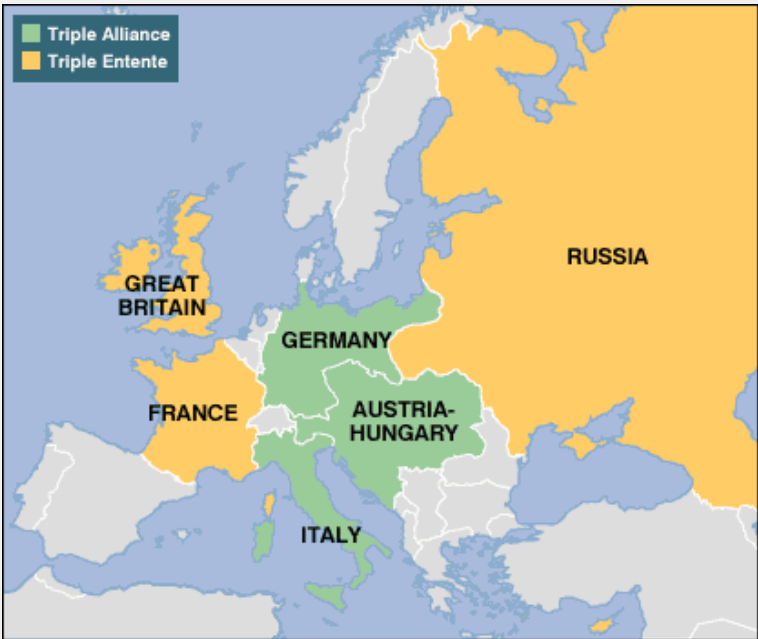 Triple Alliance
Triple Entente
RUSSIA
GREAT
BRITAIN
GERMANY
FRANCE
AUSTRIA-
HUNGARY
ITALY